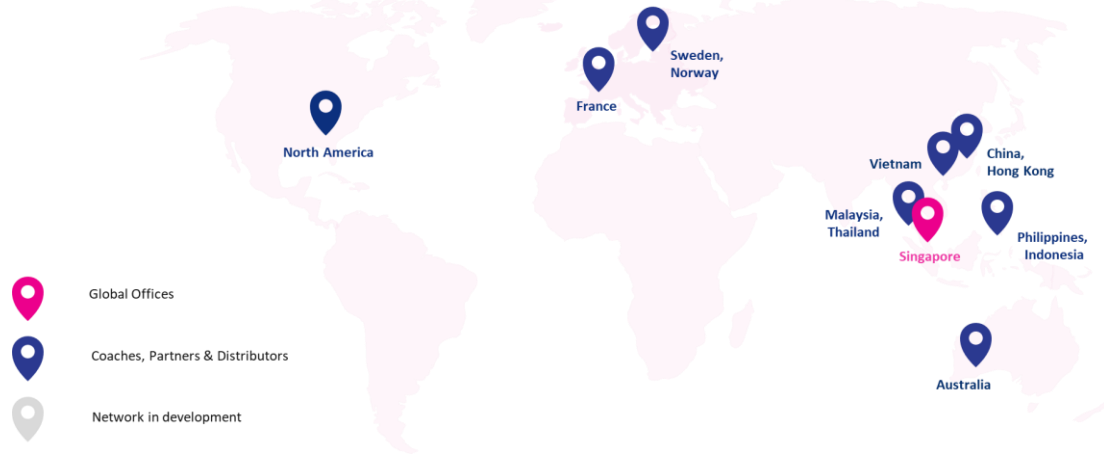 Sweden,
Norway
France
North America
China,
Hong Kong
Vietnam
Malaysia,
Thailand
Philippines,
Indonesia
Singapore
Global Offices
Coaches, Partners & Distributors
Australia
Network in development